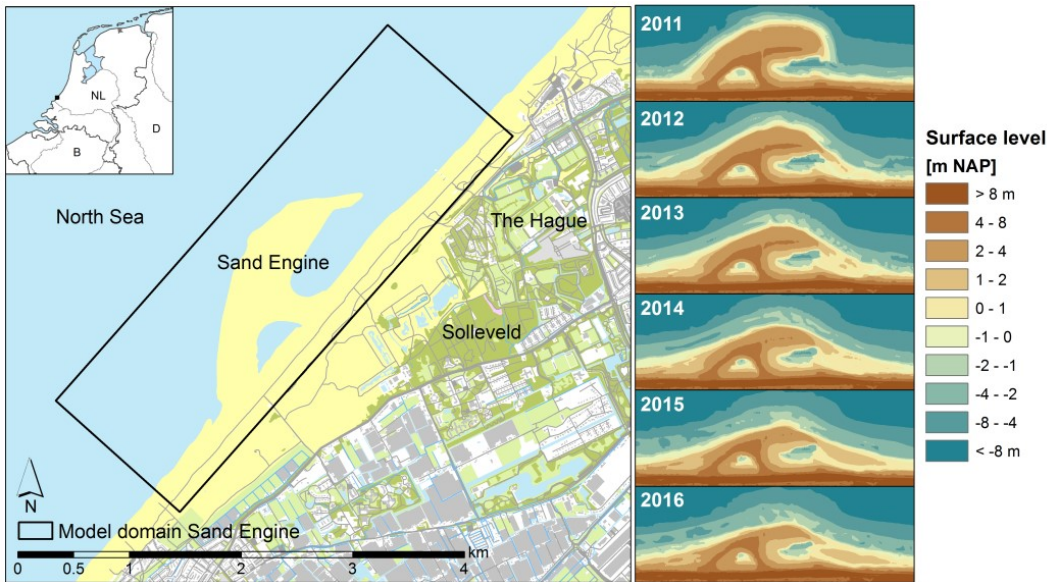 NL
D
B
North Sea
Sand Engine
The Hague
Solleveld
N
Model domain Sand Engine
km
0 0.5 1 2 3 4
2011
2012
2013
2014
2015
2016
Surface level
[m NAP]
> 8 m
4 - 8
2 - 4
1 - 2
0 - 1
-1 - 0
-2 - -1
-4 - -2
-8 - -4
< -8 m